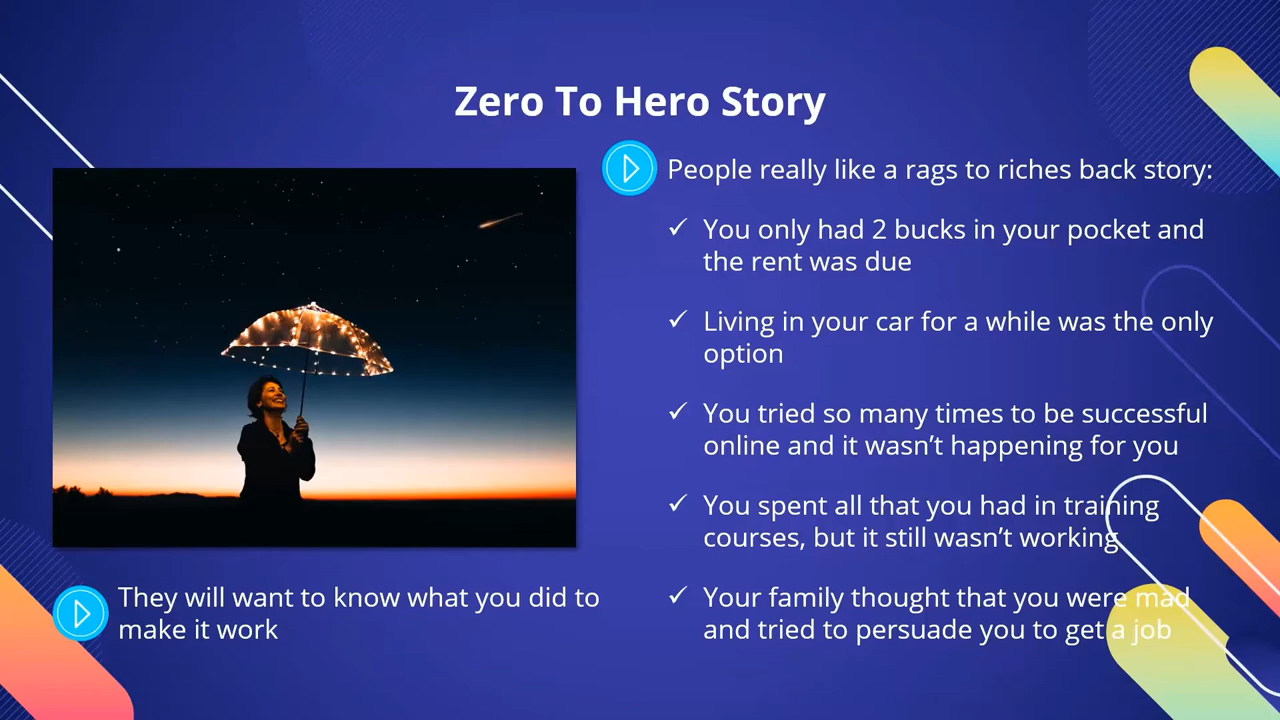 Zero To Hero Story
People really like a rags to riches back story:
✓ You only had 2 bucks in your pocket and
the rent was due
✓ Living in your car for a while was the only
option
✓ You tried so many times to be successful
online and it wasn’t happening for you
✓ You spent all that you had in training
courses, but it still wasn’t working
✓ Your family thought that you were mad
and tried to persuade you to get a job
They will want to know what you did to
make it work